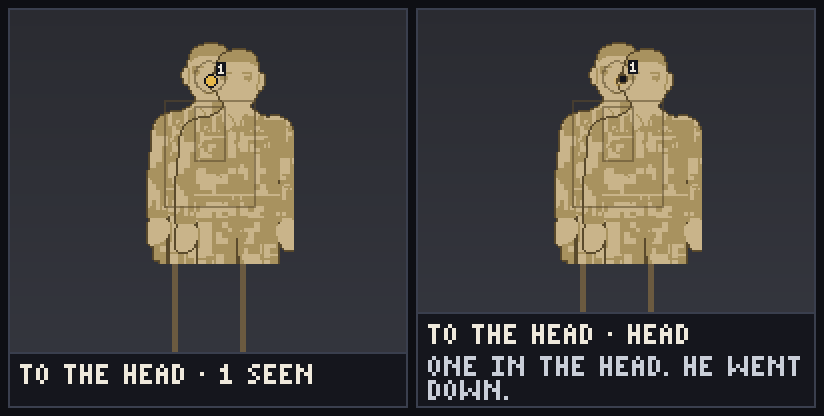 1
TO THE HEAD · 1 SEEN
1
TO THE HEAD · HEAD
ONE IN THE HEAD. HE WENT
DOWN.